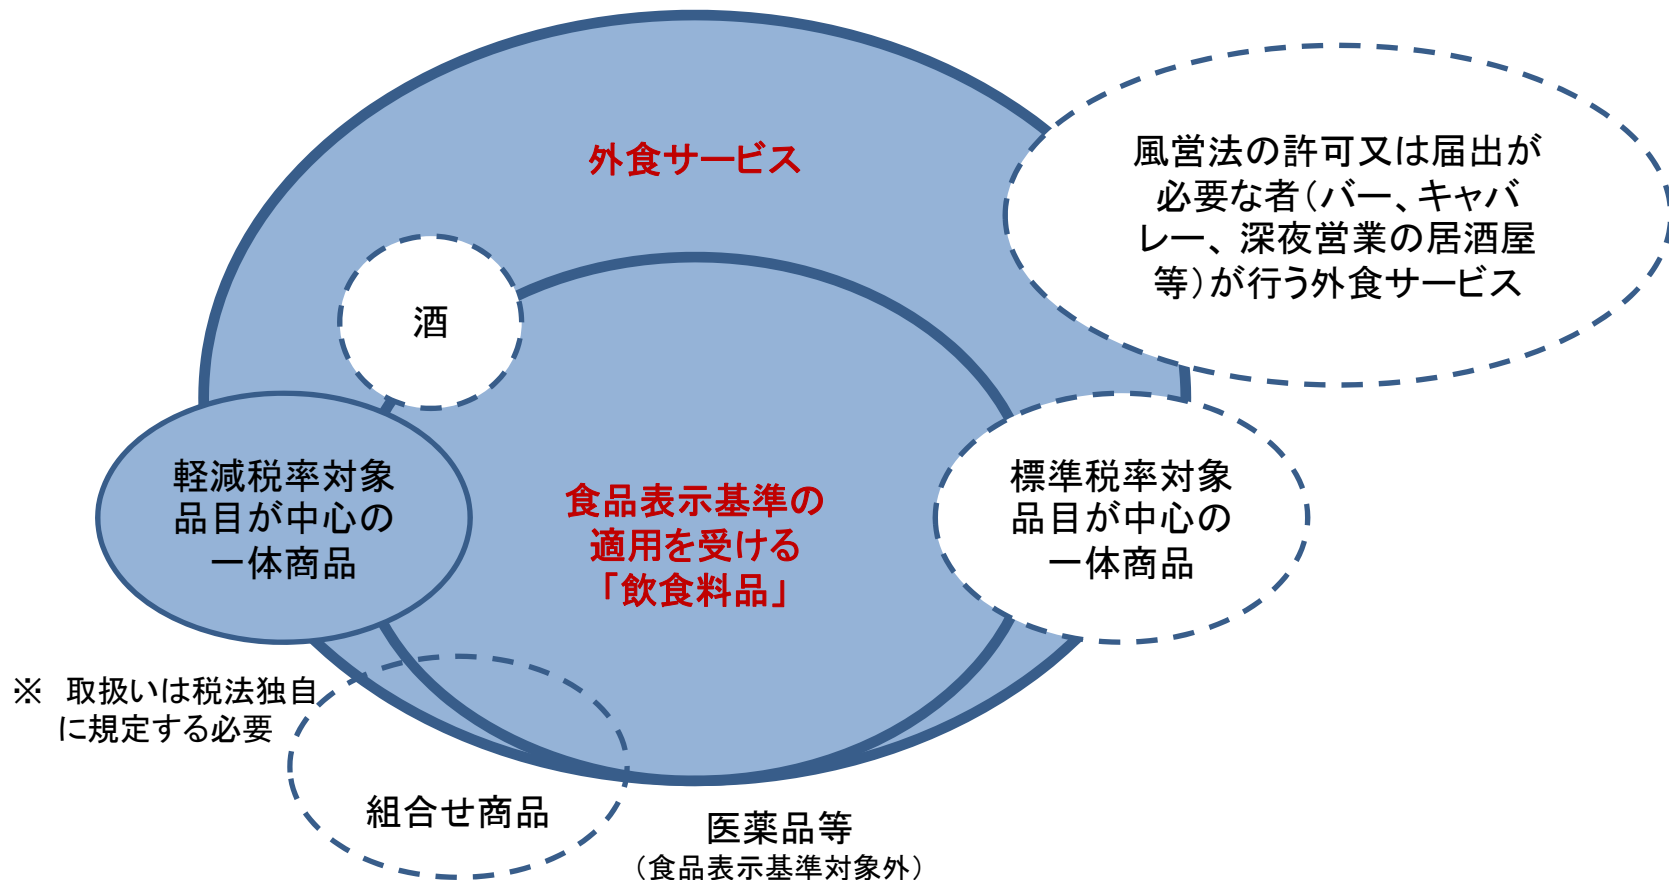 外食サービス
風営法の許可又は届出が
必要な者(バー、キャバ
レー、深夜営業の居酒屋
等)が行う外食サービス
酒
軽減税率対象
品目が中心の
一体商品
食品表示基準の
適用を受ける
「飲食料品」
標準税率対象
品目が中心の
一体商品
※ 取扱いは税法独自
に規定する必要
組合せ商品
医薬品等
(食品表示基準対象外)